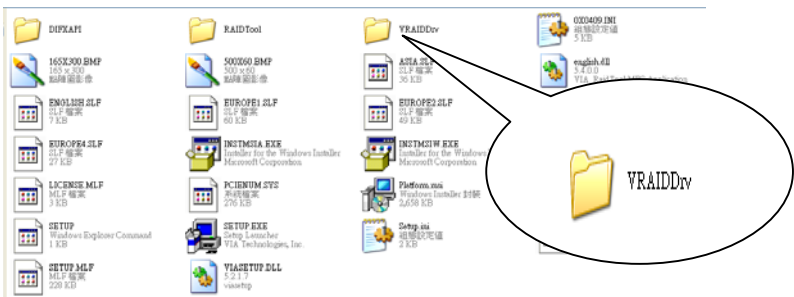 DIFXAPI
RAIDTool
VRAIDDrv
0X0409.INI
組態設定值
5 KB
165X300.BMP
165 x 300
點陣圖影像
500X60.BMP
500 x 60
點陣圖影像
ASIA.SLF
SLF 檔案
36 KB
english.dll
5.4.0.0
ENGLISH.SLF
SLF 檔案
7 KB
EUROPE1.SLF
SLF 檔案
60 KB
EUROPE2.SLF
SLF 檔案
49 KB
EUROPE4.SLF
SLF 檔案
27 KB
INSTMSIA.EXE
Installer for the Windows Installer
Microsoft Corporation
INSTMSIW.EXE
Installer for the Windows
Microsoft Corporation
LICENSE.MLF
MLF 檔案
3 KB
PCIENUM.SYS
系統檔案
276 KB
Platform.msi
Windows Installer 封裝
2,658 KB
SETUP
Windows Explorer Command
1 KB
SETUP.EXE
Setup Launcher
VIA Technologies, Inc.
Setup.ini
組態設定值
2 KB
SETUP.MLF
MLF 檔案
228 KB
VIASETUP.DLL
5.2.1.7
viasetup
VRAIDDrv